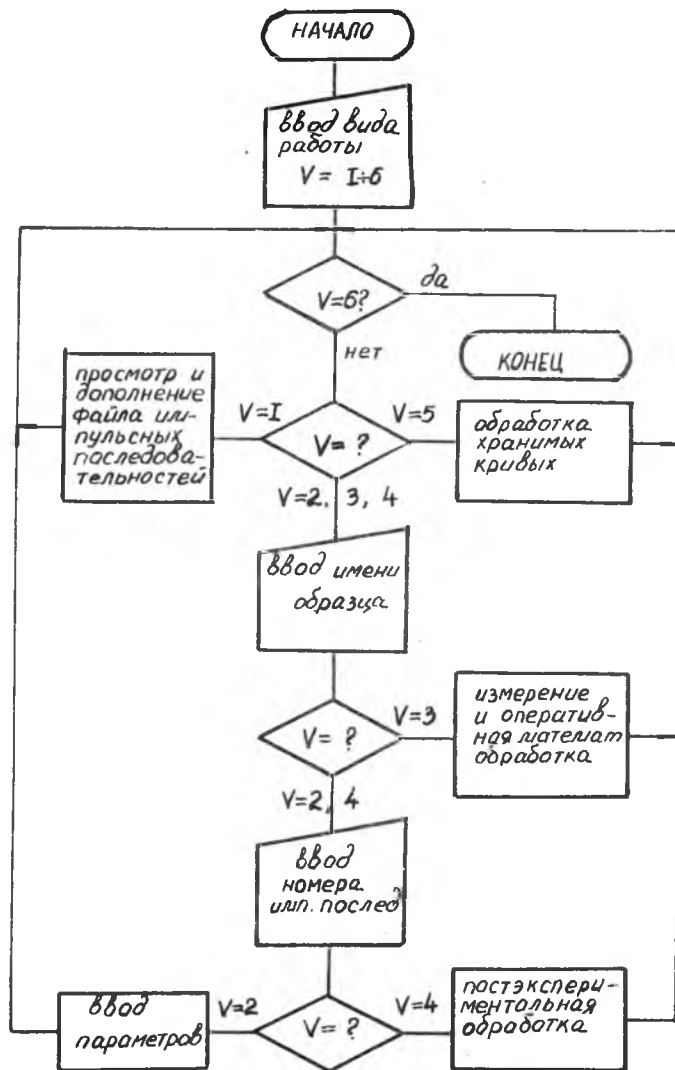 НАЧАЛО
ввод вида
работы
V = I÷6
V=6?
да
КОНЕЦ
нет
просмотр и
дополнение
файла им-
пульсных
последова-
тельностей
V=I
V= ?
V=5
обработка
хранимых
кривых
V=2, 3, 4
ввод имени
образца
V= ?
V=3
измерение
и оператив-
ная математ
обработка
V=2, 4
ввод
номера
имп. послед
ввод
параметров
V=2
V= ?
V=4
постэкспери-
ментальная
обработка